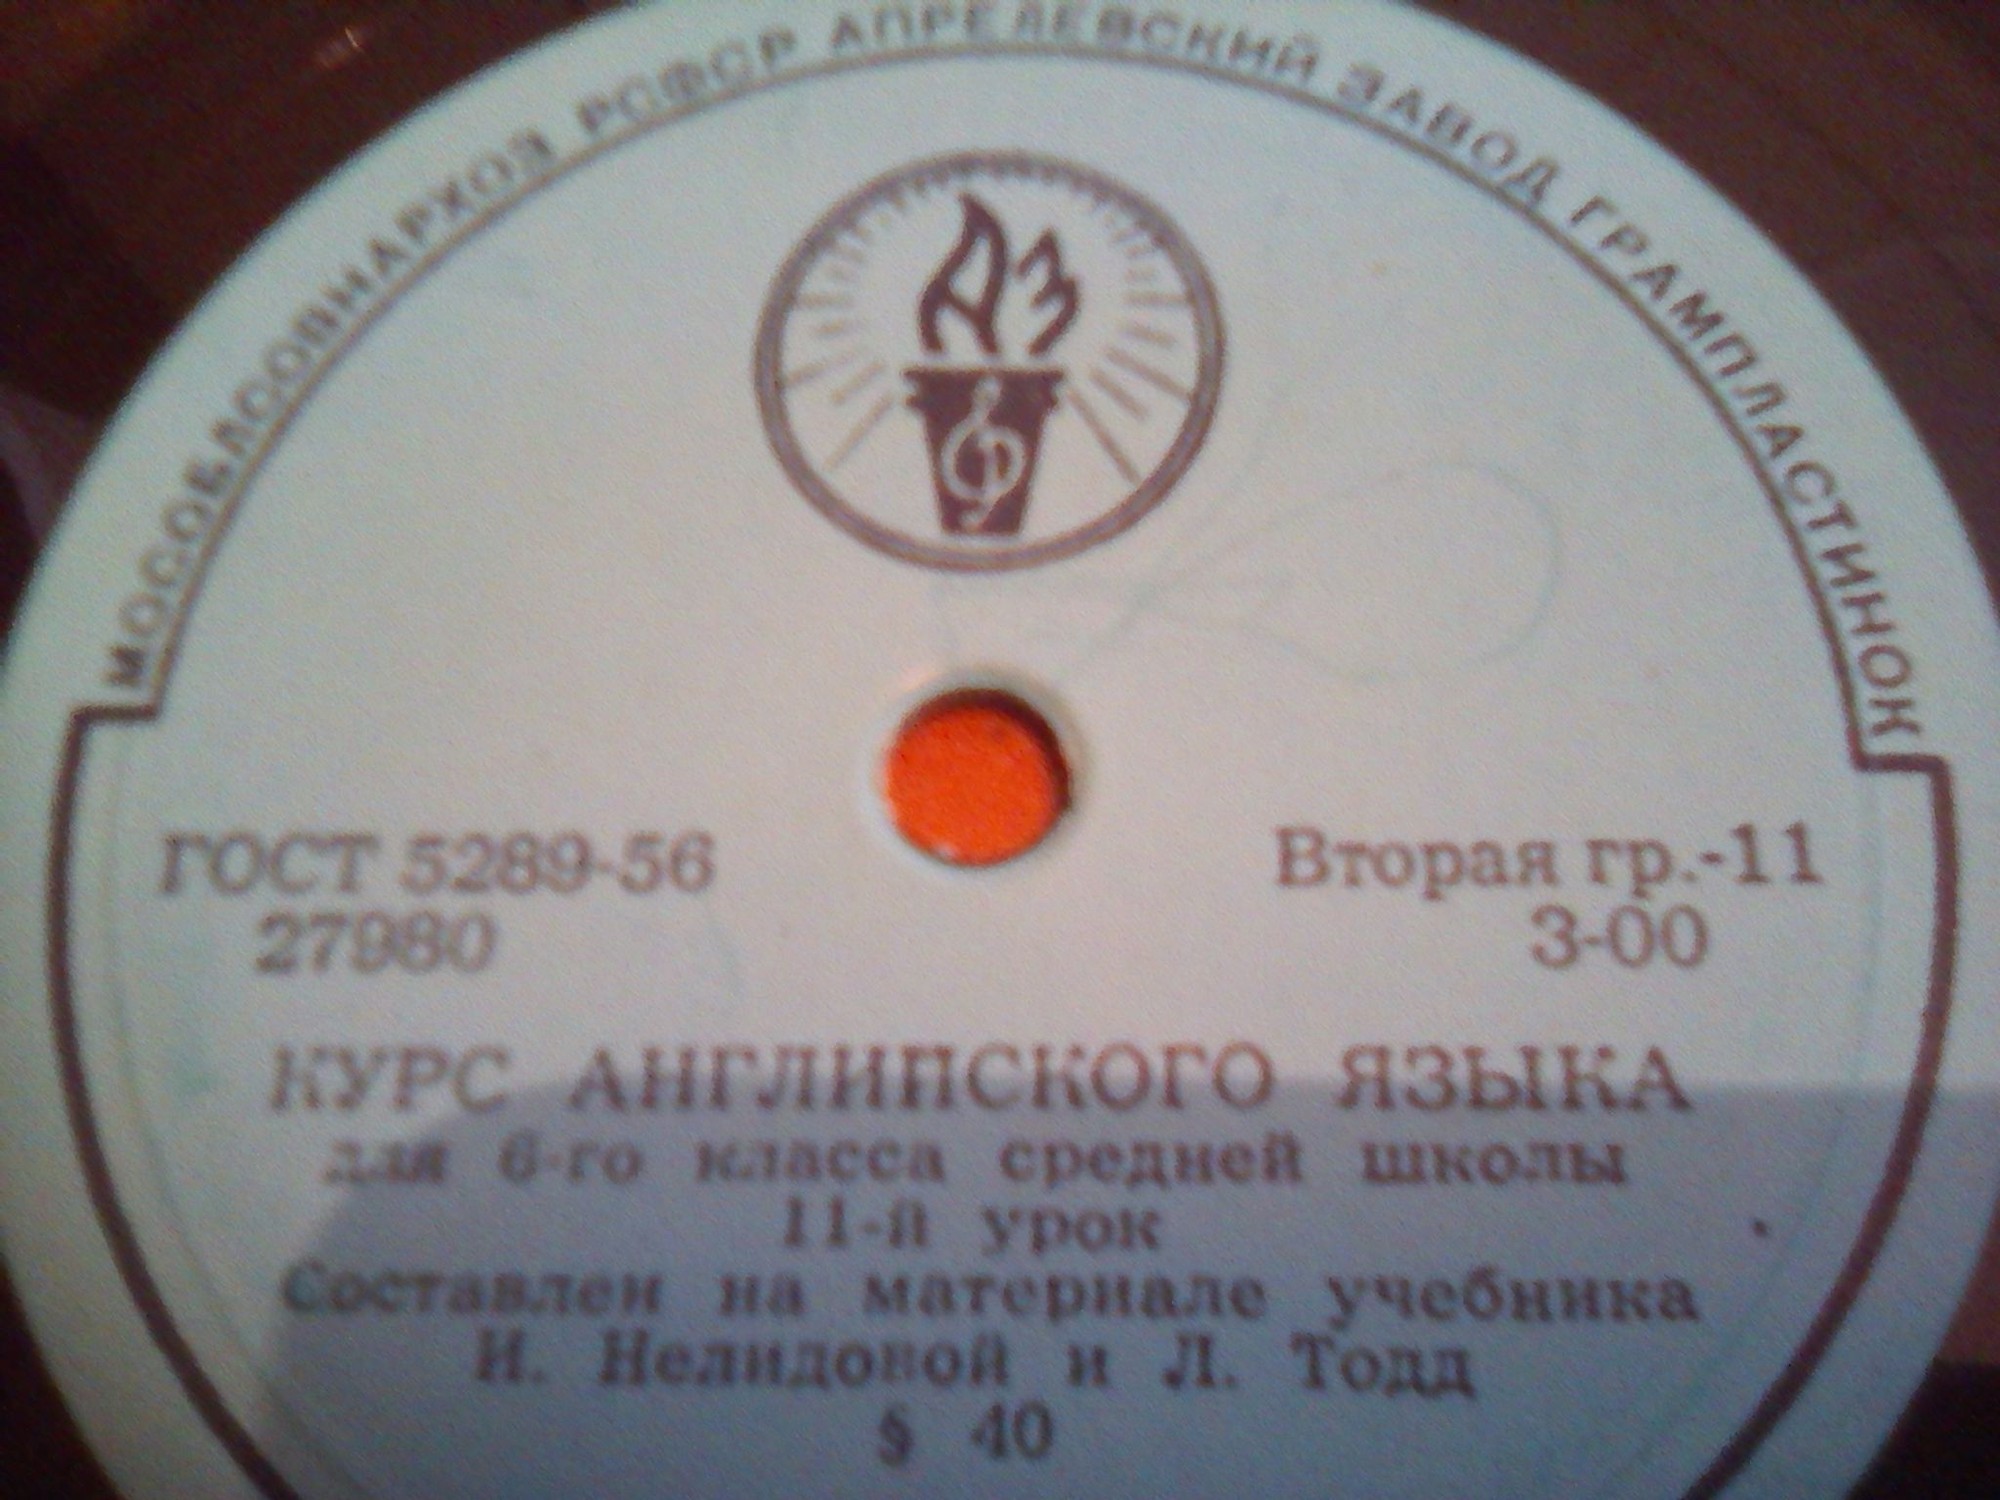 МОСОБЛСОВНАРХОЗ РСФСР АПРЕЛЕВСКИЙ ЗАВОД ГРАМПЛАСТИНОК
АЗ
ГОСТ 5289-56
27980
Вторая гр.-11
3-00
КУРС АНГЛИЙСКОГО ЯЗЫКА
для 6-го класса средней школы
11-й урок
Составлен на материале учебника
И. Нелидовой и Л. Тодд
§ 40